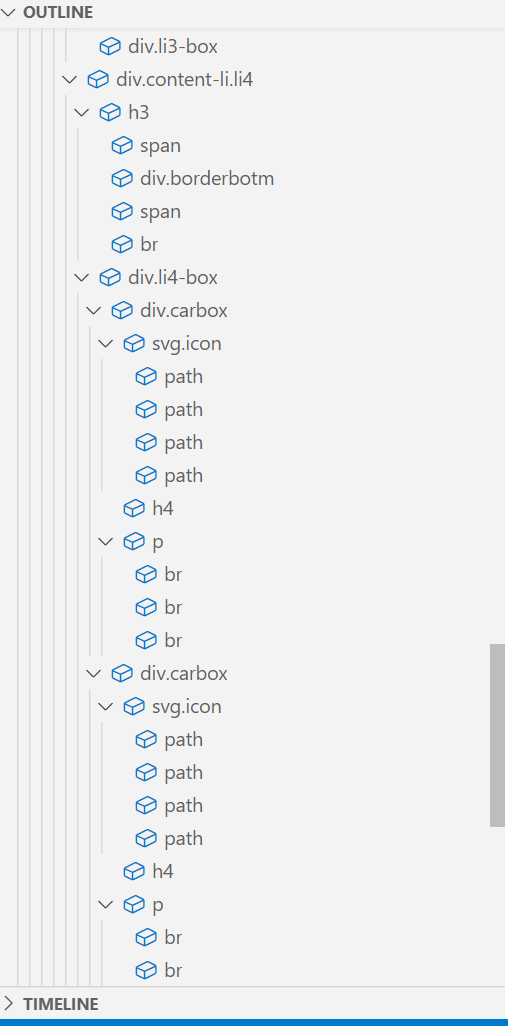 OUTLINE
div.li3-box
div.content-li.li4
h3
span
div.borderbotm
span
br
div.li4-box
div.carbox
svg.icon
path
path
path
path
h4
p
br
br
br
div.carbox
svg.icon
path
path
path
path
h4
p
br
br
TIMELINE